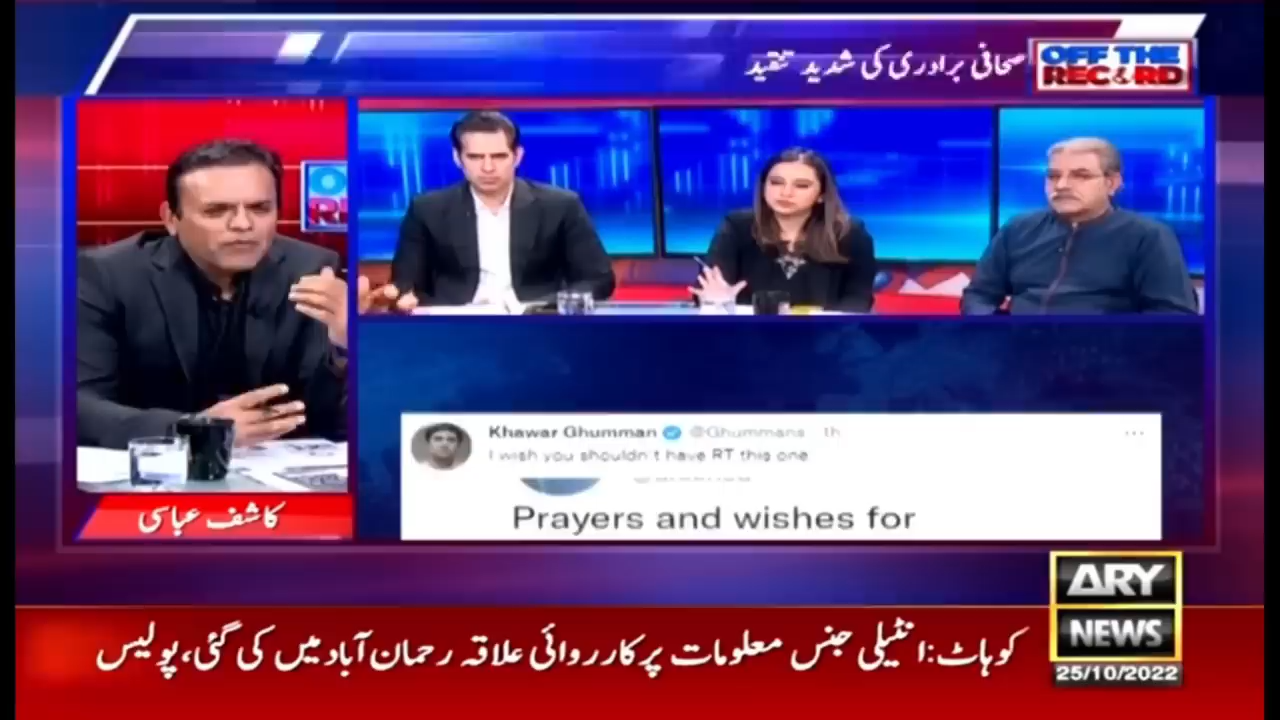 صحافی برادری کی شدید تنقید
OFF THE
RECORD
Khawar Ghumman @Ghummans 1h
I wish you shouldn't have RT this one
Prayers and wishes for
کاشف عباسی
ARY
NEWS
25/10/2022
کوہاٹ:انٹیلی جنس معلومات پرکارروائی علاقہ رحمان آباد میں کی گئی،پولیس